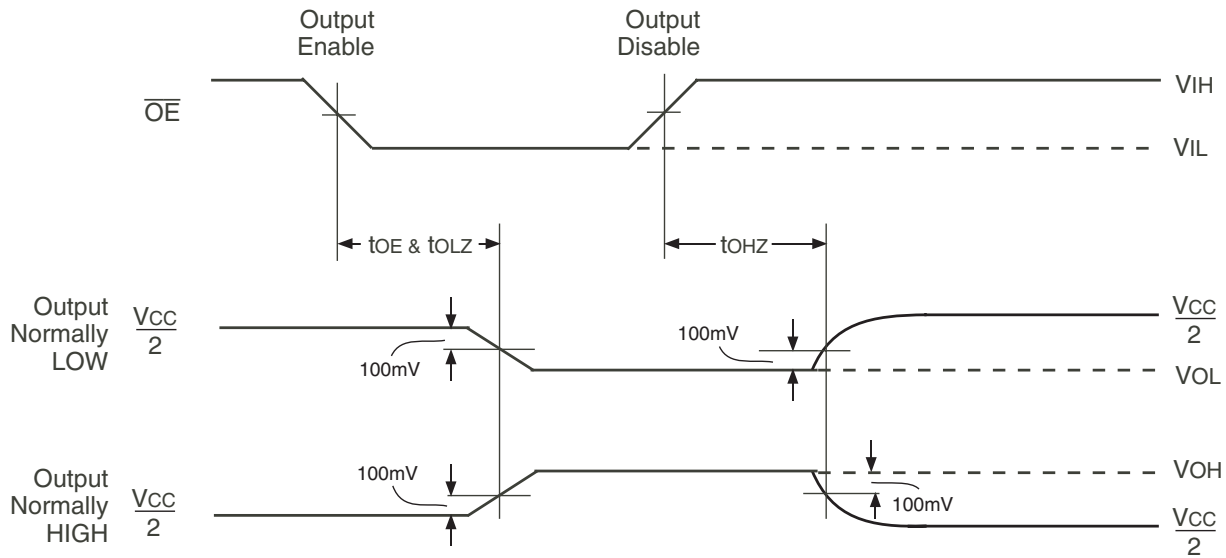 Output
Enable
Output
Disable
OE
VIH
VIL
tOE & tOLZ
tOHZ
Output
Normally
LOW
VCC
2
100mV
100mV
VCC
2
VOL
Output
Normally
HIGH
VCC
2
100mV
VOH
100mV
VCC
2